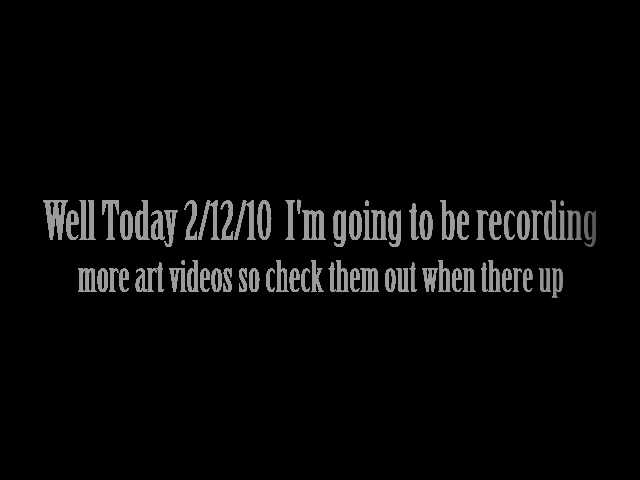 Well Today 2/12/10 I'm going to be recording
more art videos so check them out when there up